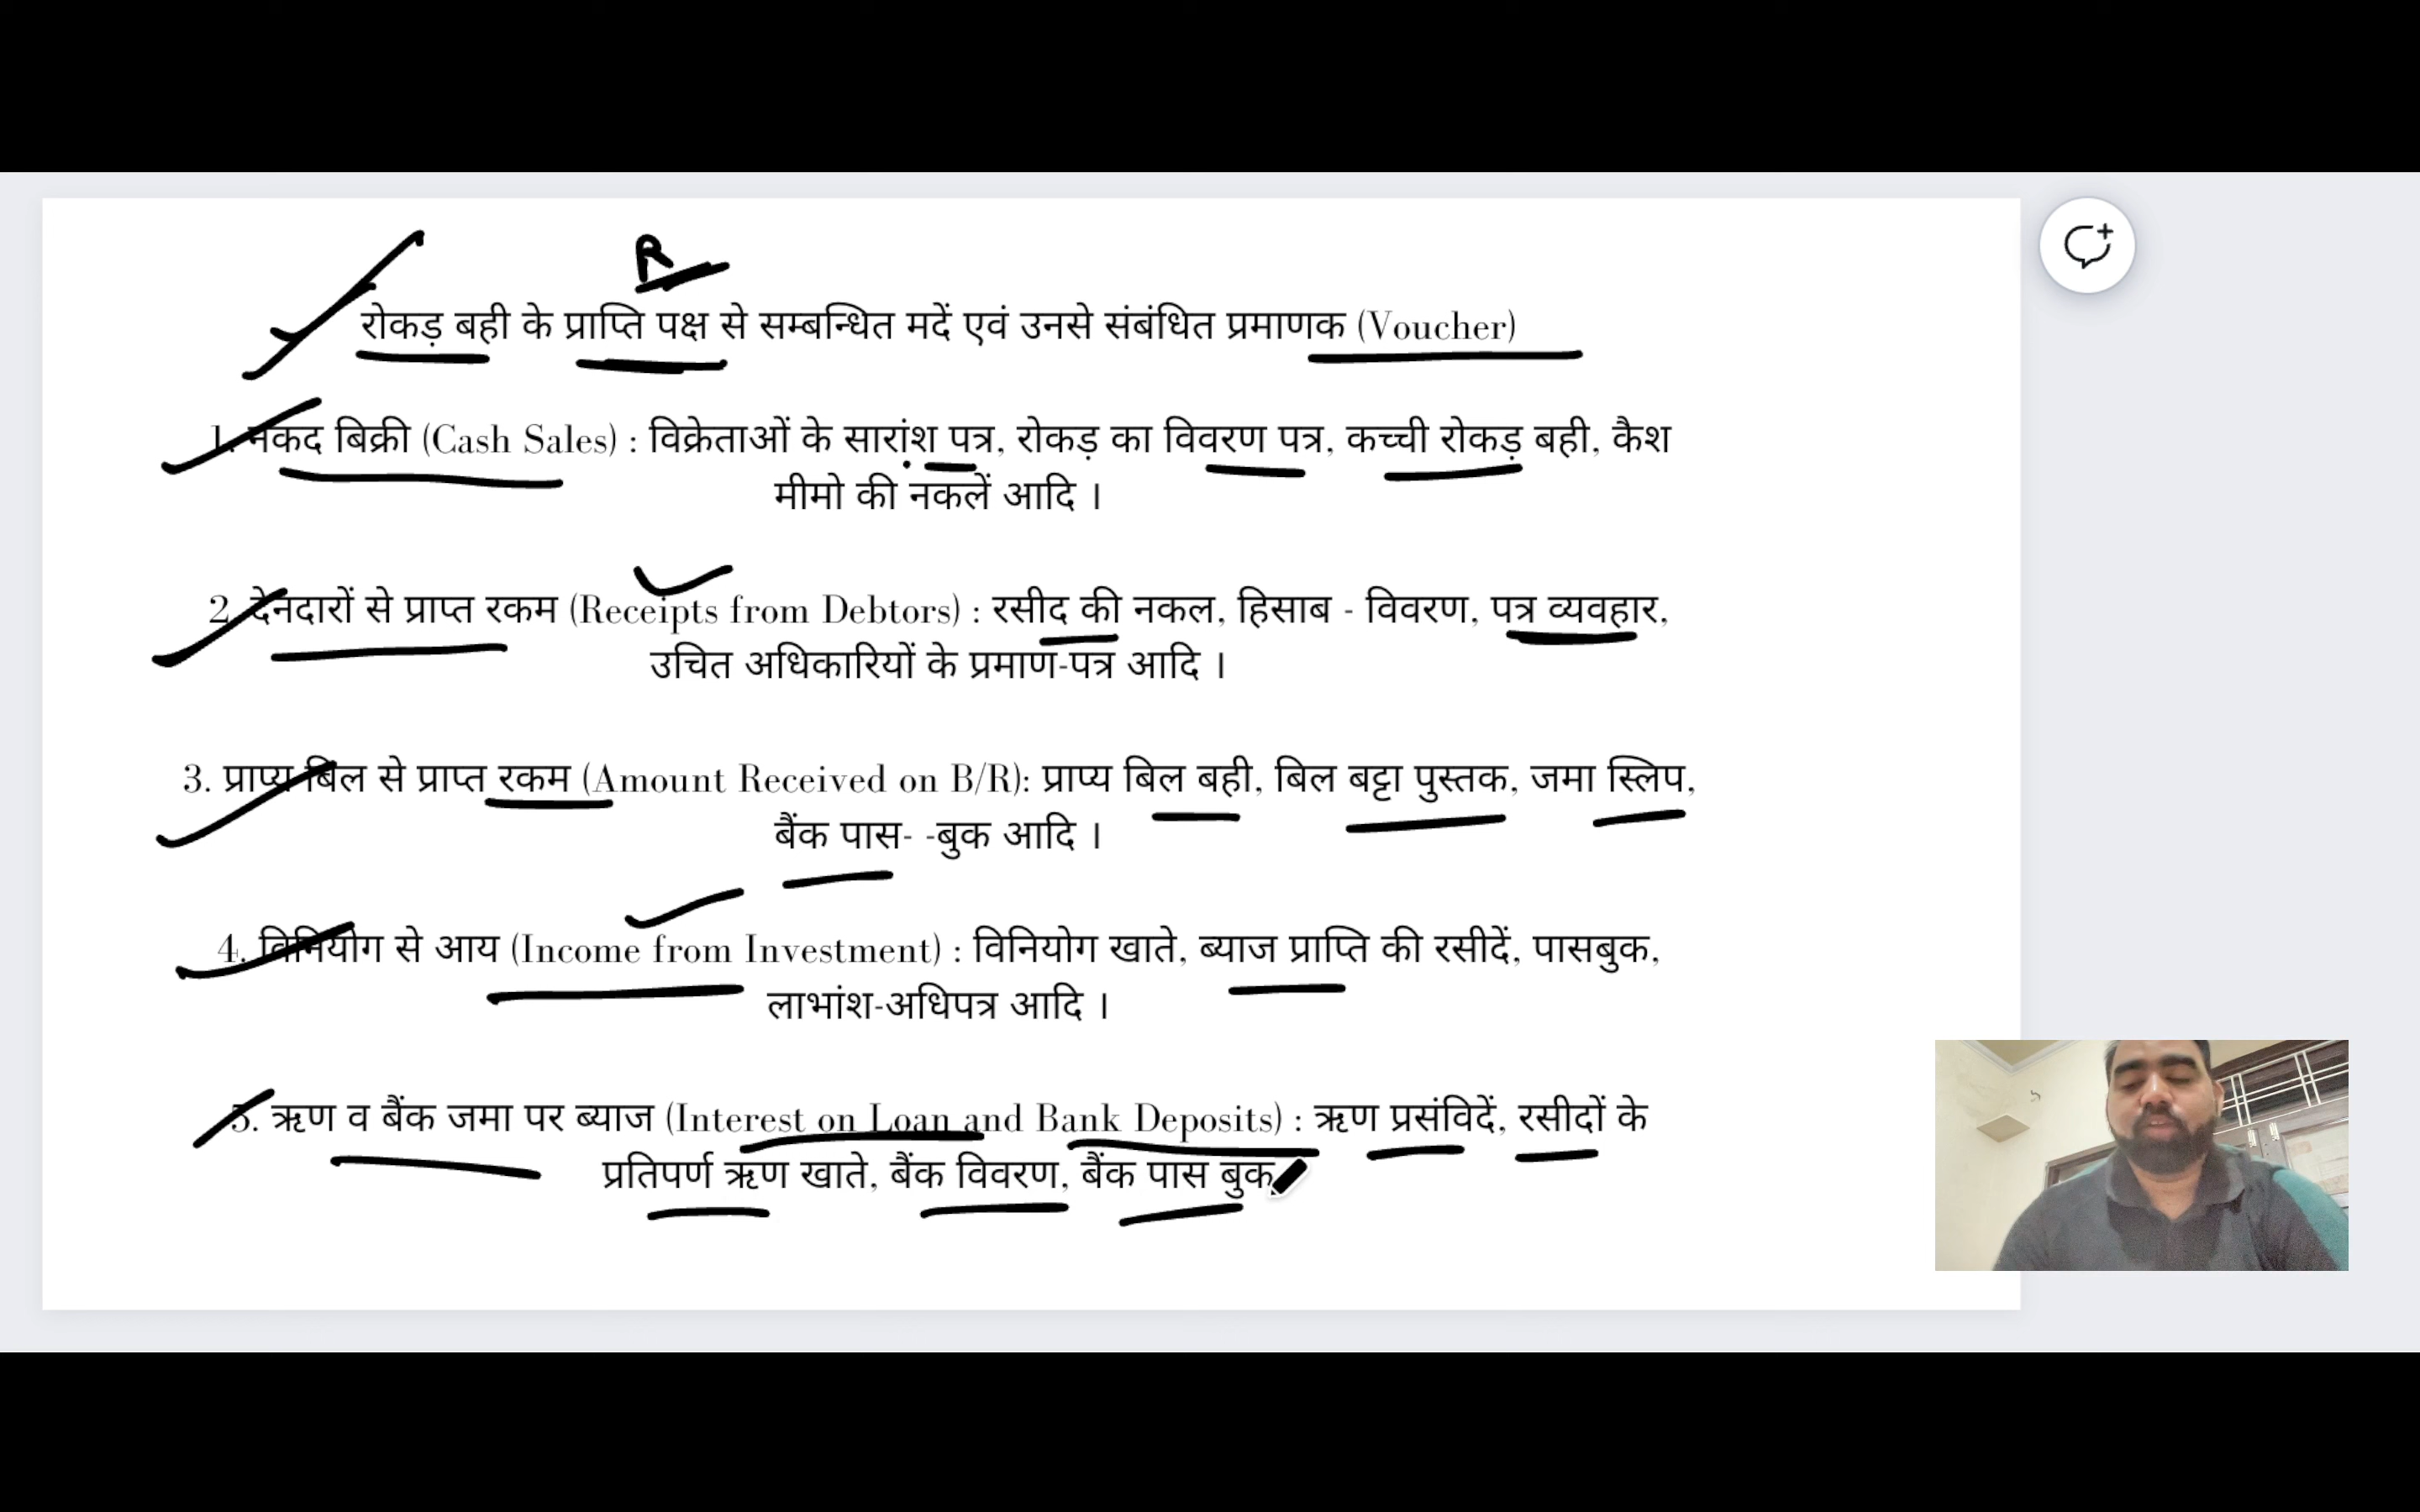 R
रोकड़ बही के प्राप्ति पक्ष से सम्बन्धित मदें एवं उनसे संबंधित प्रमाणक (Voucher)
1. नकद बिक्री (Cash Sales) : विक्रेताओं के सारांश पत्र, रोकड़ का विवरण पत्र, कच्ची रोकड़ बही, कैश
मीमो की नकलें आदि ।
2. देनदारों से प्राप्त रकम (Receipts from Debtors) : रसीद की नकल, हिसाब - विवरण, पत्र व्यवहार,
उचित अधिकारियों के प्रमाण-पत्र आदि ।
3. प्राप्य बिल से प्राप्त रकम (Amount Received on B/R): प्राप्य बिल बही, बिल बट्टा पुस्तक, जमा स्लिप,
बैंक पास- -बुक आदि ।
4. विनियोग से आय (Income from Investment) : विनियोग खाते, ब्याज प्राप्ति की रसीदें, पासबुक,
लाभांश-अधिपत्र आदि ।
5. ऋण व बैंक जमा पर ब्याज (Interest on Loan and Bank Deposits) : ऋण प्रसंविदें, रसीदों के
प्रतिपर्ण ऋण खाते, बैंक विवरण, बैंक पास बुक